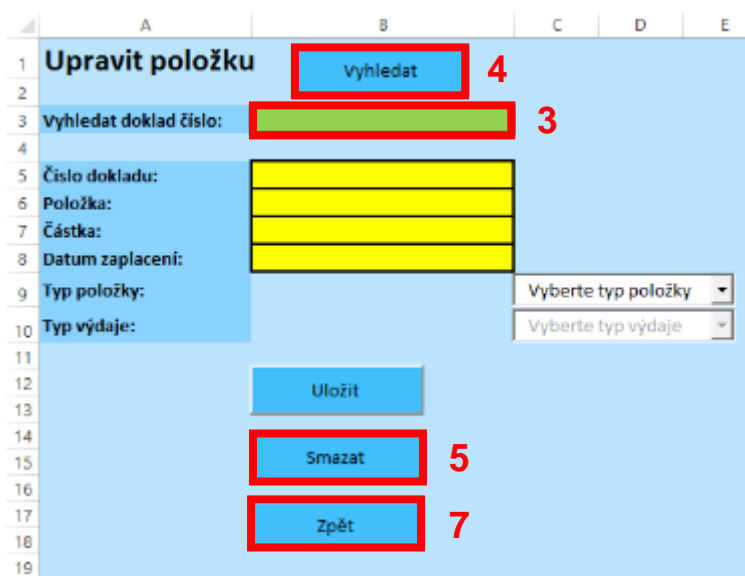 A B C D E
1 Upravit položku Vyhledat 4
2
3 Vyhledat doklad číslo: 3
4
5 Číslo dokladu:
6 Položka:
7 Částka:
8 Datum zaplacení:
9 Typ položky: Vyberte typ položky
10 Typ výdaje: Vyberte typ výdaje
11
12 Uložit
13
14
15 Smazat 5
16
17 Zpět 7
18
19